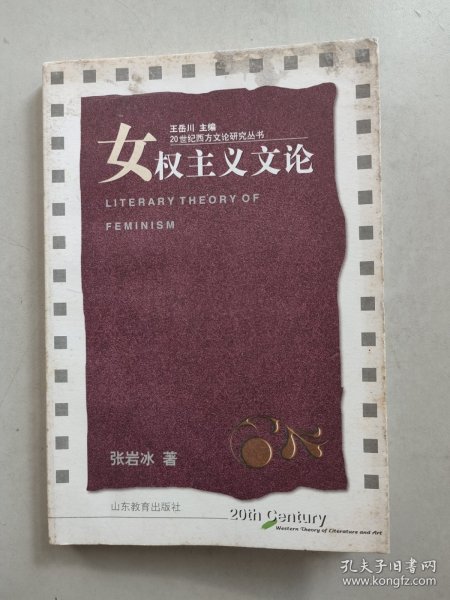 王岳川 主编
20世纪西方文论研究丛书
女权主义文论
LITERARY THEORY OF
FEMINISM
张岩冰 著
山东教育出版社
20th Century
Western Theory of Literature and Art
孔夫子旧书网
www.kongfz.com